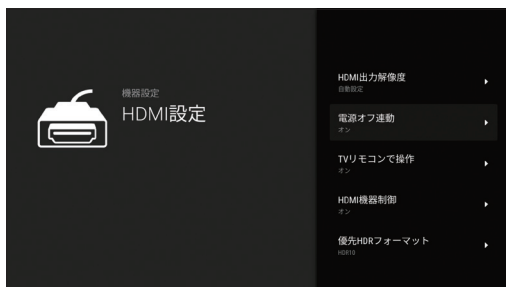 機器設定
HDMI設定
HDMI出力解像度
自動設定
電源オフ連動
オン
TVリモコンで操作
オン
HDMI機器制御
オン
優先HDRフォーマット
HDR10